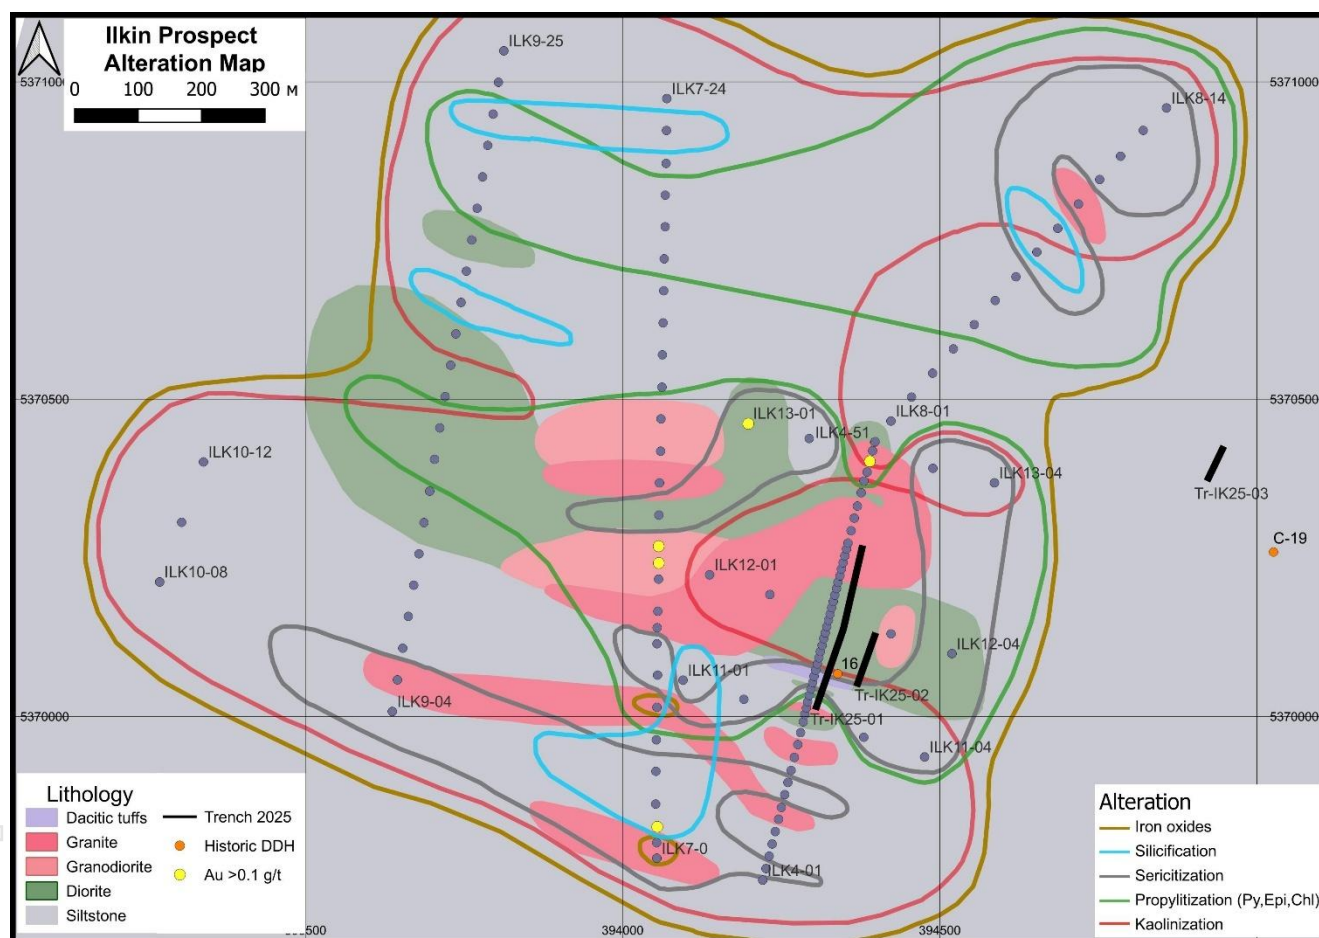 Ilkin Prospect
Alteration Map
0 100 200 300 м
ILK9-25
ILK7-24
ILK8-14
5371000
5371000
5370500
5370500
ILK13-01
ILK4-51
ILK8-01
ILK10-12
ILK13-04
Tr-IK25-03
C-19
ILK10-08
ILK12-01
ILK12-04
16
ILK11-01
Tr-IK25-02
ILK9-04
Tr-IK25-01
5370000
5370000
ILK11-04
ILK7-0
ILK4-01
Lithology
Dacitic tuffs
Granite
Granodiorite
Diorite
Siltstone
Trench 2025
Historic DDH
Au >0.1 g/t
Alteration
Iron oxides
Silicification
Sericitization
Propylitization (Py,Epi,Chl)
Kaolinization
394000
394500